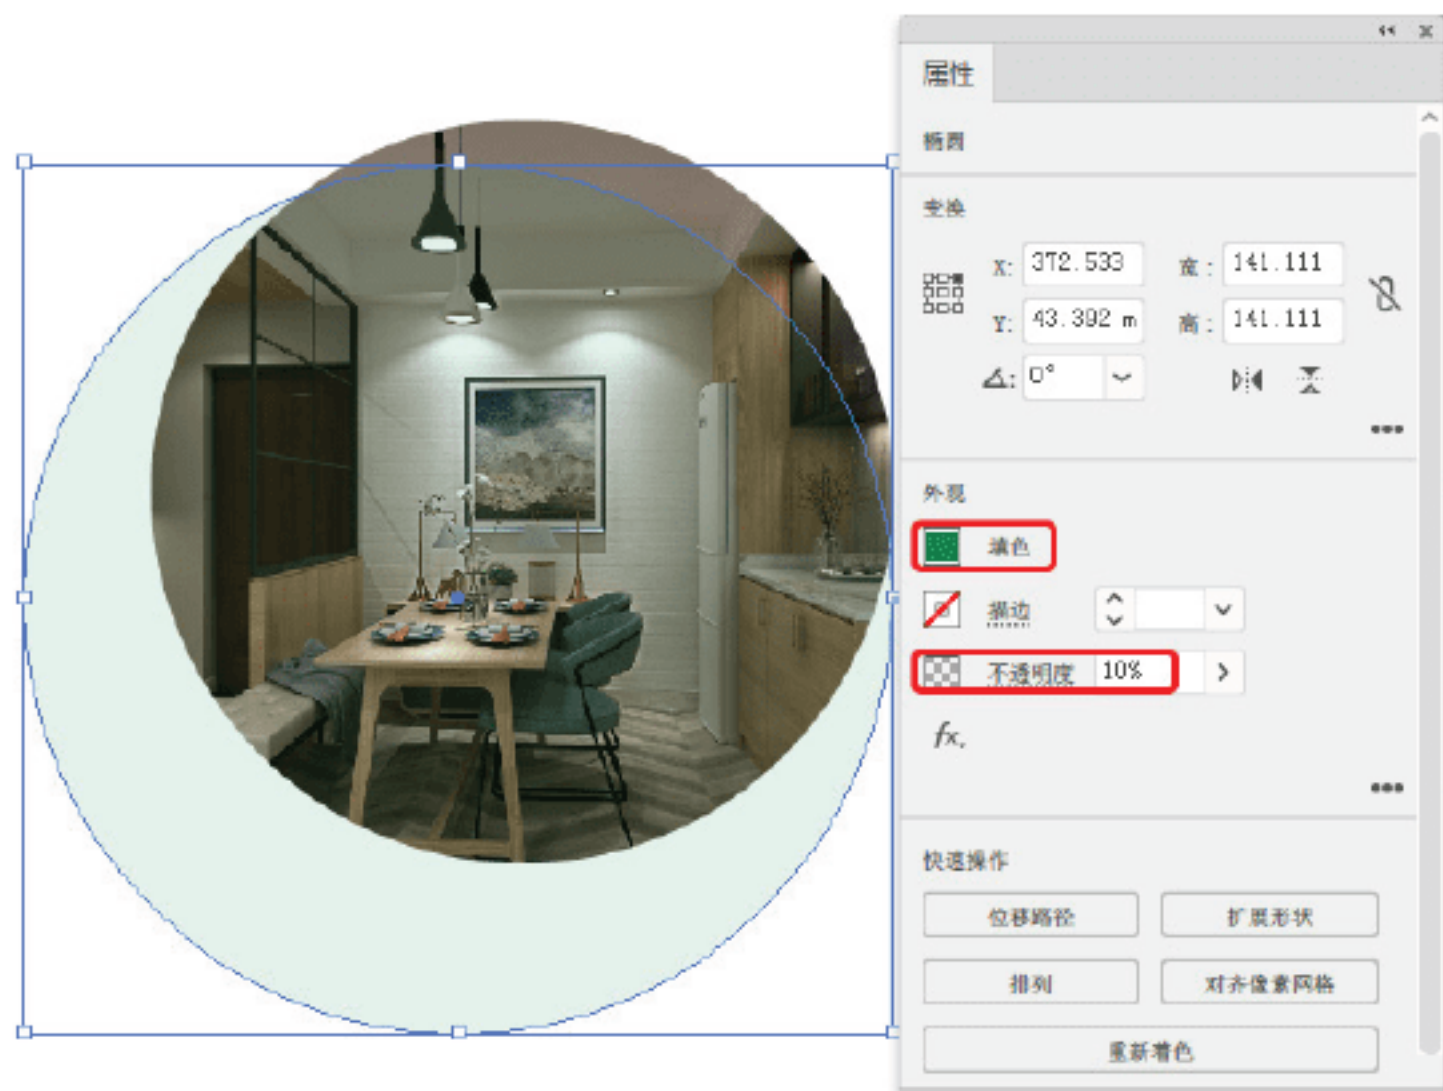 属性
椭圆
变换
X: 372.533 宽: 141.111
Y: 43.392 m 高: 141.111
0°
外观
填色
描边
不透明度 10%
fx.
快速操作
位移路径 扩展形状
排列 对齐像素网格
重新着色